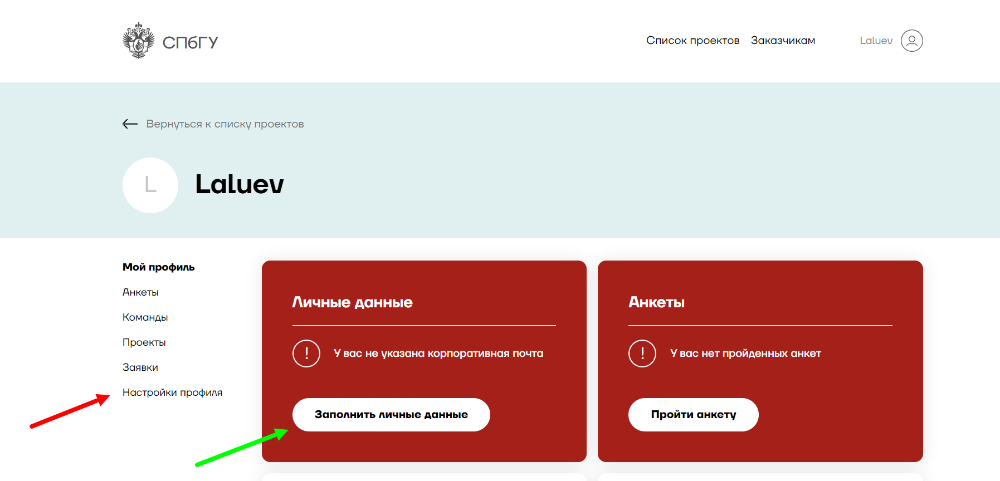 СПбГУ
Список проектов
Заказчикам
Laluev
Вернуться к списку проектов
L
Laluev
Мой профиль
Анкеты
Команды
Проекты
Заявки
Настройки профиля
Личные данные
! У вас не указана корпоративная почта
Заполнить личные данные
Анкеты
! У вас нет пройденных анкет
Пройти анкету